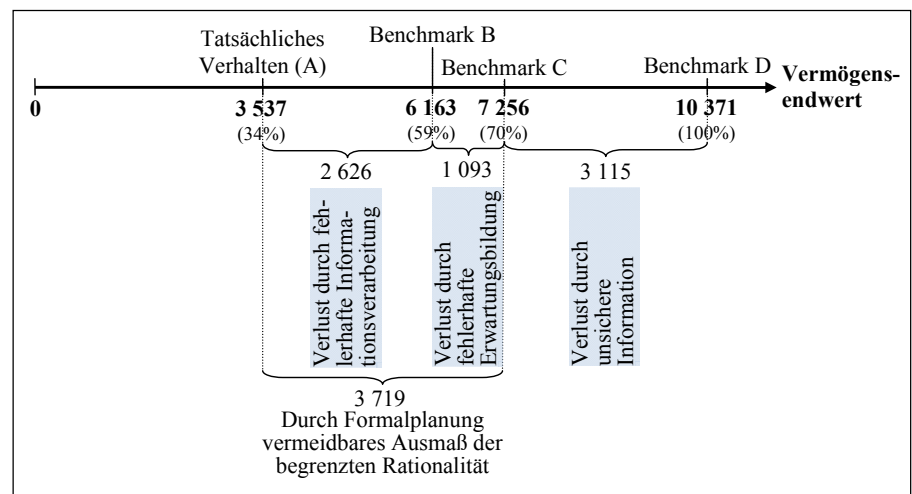 Tatsächliches
Verhalten (A)
Benchmark B
Benchmark C
Benchmark D
Vermögens-
endwert
0
3 537
(34%)
6 163
(59%)
7 256
(70%)
10 371
(100%)
2 626
1 093
3 115
Verlust durch feh-
lerhafte Informa-
tionsverarbeitung
Verlust durch
fehlerhafte
Erwartungsbildung
Verlust durch
unsichere
Information
3 719
Durch Formalplanung
vermeidbares Ausmaß der
begrenzten Rationalität